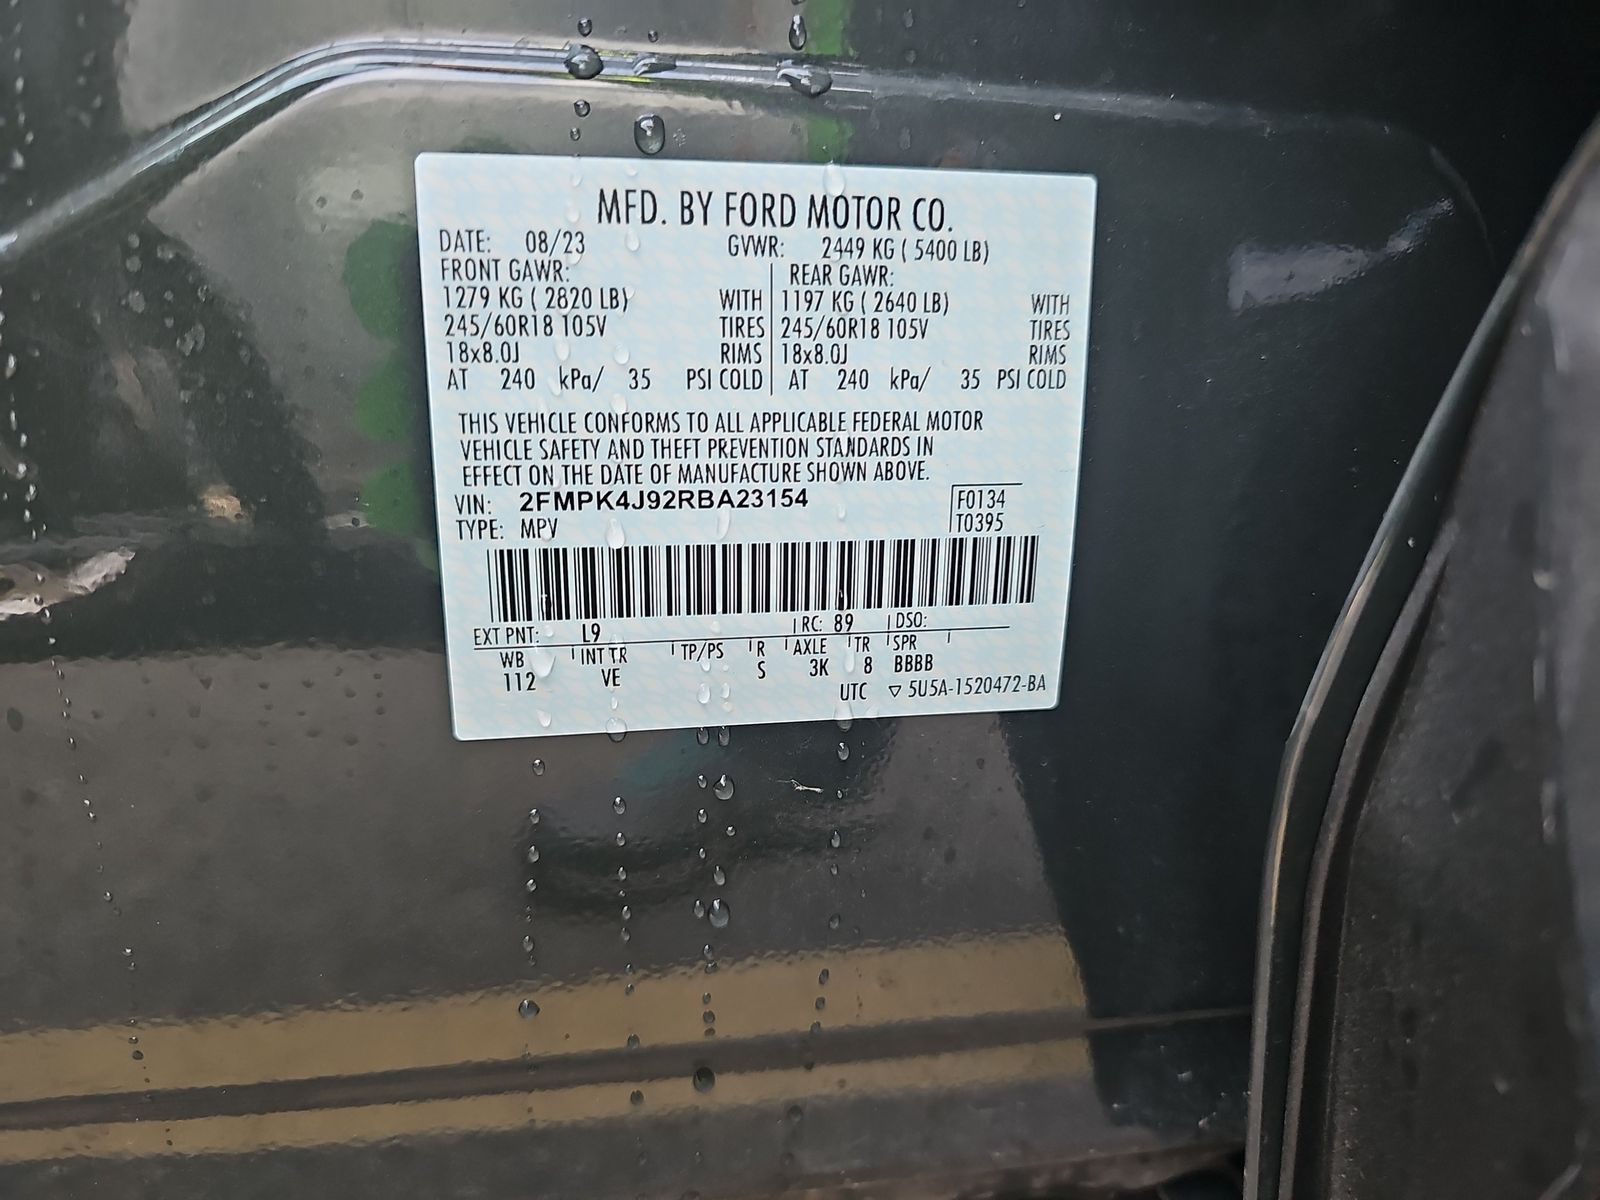 MFD. BY FORD MOTOR CO.
DATE: 08/23 GVWR: 2449 KG ( 5400 LB)
FRONT GAWR: REAR GAWR:
1279 KG ( 2820 LB) WITH 1197 KG ( 2640 LB) WITH
245/60R18 105V TIRES 245/60R18 105V TIRES
18x8.0J RIMS 18x8.0J RIMS
AT 240 kPa/ 35 PSI COLD AT 240 kPa/ 35 PSI COLD
THIS VEHICLE CONFORMS TO ALL APPLICABLE FEDERAL MOTOR
VEHICLE SAFETY AND THEFT PREVENTION STANDARDS IN
EFFECT ON THE DATE OF MANUFACTURE SHOWN ABOVE.
VIN: 2FMPK4J92RBA23154 F0134
TYPE: MPV T0395
EXT PNT: L9 RC: 89 DSO:
WB INT TR TP/PS R AXLE TR SPR
112 VE S 3K 8 BBBB
UTC ▽ 5U5A-1520472-BA